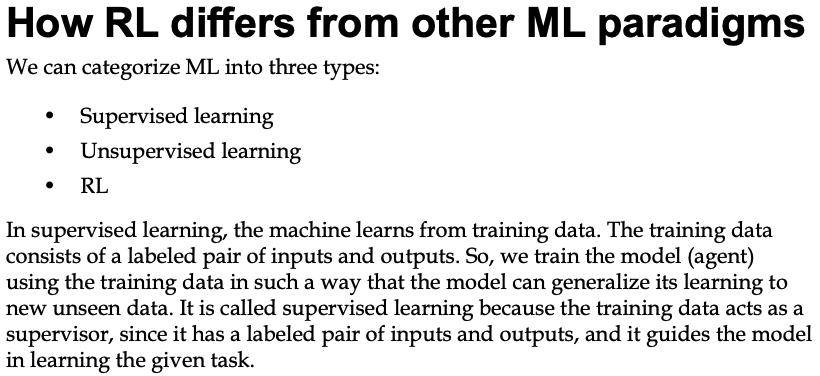 How RL differs from other ML paradigms
We can categorize ML into three types:
• Supervised learning
• Unsupervised learning
• RL
In supervised learning, the machine learns from training data. The training data
consists of a labeled pair of inputs and outputs. So, we train the model (agent)
using the training data in such a way that the model can generalize its learning to
new unseen data. It is called supervised learning because the training data acts as a
supervisor, since it has a labeled pair of inputs and outputs, and it guides the model
in learning the given task.